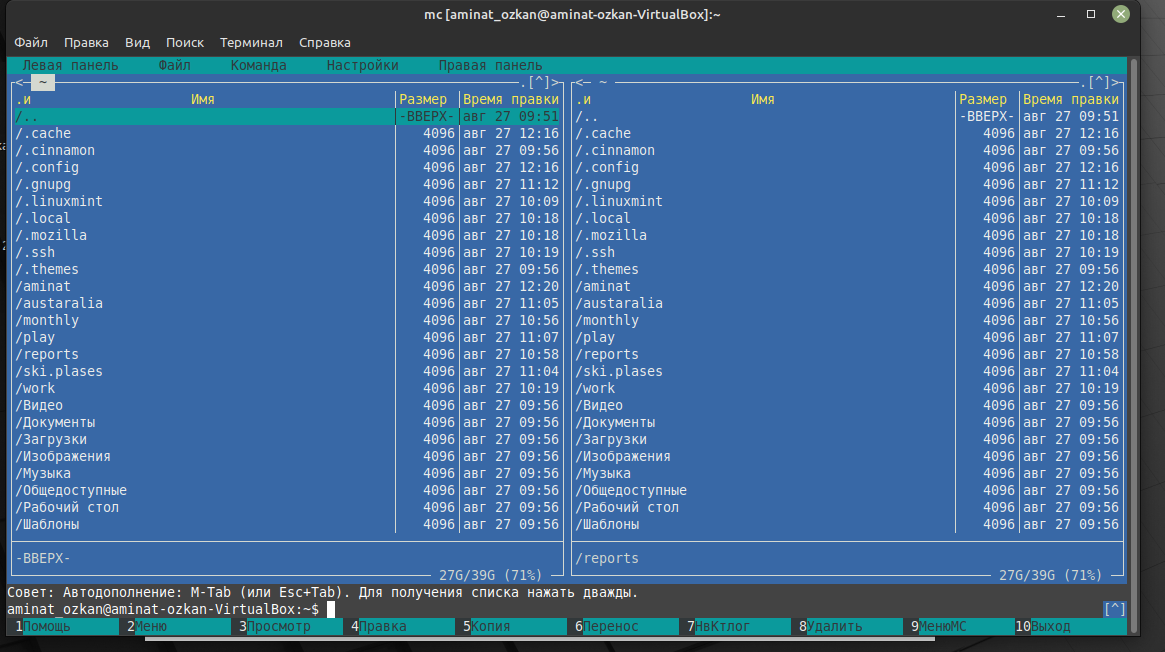 mc [aminat_ozkan@aminat-ozkan-VirtualBox]:~
Файл Правка Вид Поиск Терминал Справка
Левая панель Файл Команда Настройки Правая панель
<─ ~ ─.[^]>┐ ┌<─ ~ ─.[^]>
.и Имя Размер Время правки .и Имя Размер Время правки
/.. -ВВЕРХ- авг 27 09:51 /.. -ВВЕРХ- авг 27 09:51
/.cache 4096 авг 27 12:16 /.cache 4096 авг 27 12:16
/.cinnamon 4096 авг 27 09:56 /.cinnamon 4096 авг 27 09:56
/.config 4096 авг 27 12:16 /.config 4096 авг 27 12:16
/.gnupg 4096 авг 27 11:12 /.gnupg 4096 авг 27 11:12
/.linuxmint 4096 авг 27 10:09 /.linuxmint 4096 авг 27 10:09
/.local 4096 авг 27 10:18 /.local 4096 авг 27 10:18
/.mozilla 4096 авг 27 10:18 /.mozilla 4096 авг 27 10:18
/.ssh 4096 авг 27 10:19 /.ssh 4096 авг 27 10:19
/.themes 4096 авг 27 09:56 /.themes 4096 авг 27 09:56
/aminat 4096 авг 27 12:20 /aminat 4096 авг 27 12:20
/austaralia 4096 авг 27 11:05 /austaralia 4096 авг 27 11:05
/monthly 4096 авг 27 10:56 /monthly 4096 авг 27 10:56
/play 4096 авг 27 11:07 /play 4096 авг 27 11:07
/reports 4096 авг 27 10:58 /reports 4096 авг 27 10:58
/ski.plases 4096 авг 27 11:04 /ski.plases 4096 авг 27 11:04
/work 4096 авг 27 10:19 /work 4096 авг 27 10:19
/Видео 4096 авг 27 09:56 /Видео 4096 авг 27 09:56
/Документы 4096 авг 27 09:56 /Документы 4096 авг 27 09:56
/Загрузки 4096 авг 27 09:56 /Загрузки 4096 авг 27 09:56
/Изображения 4096 авг 27 09:56 /Изображения 4096 авг 27 09:56
/Музыка 4096 авг 27 09:56 /Музыка 4096 авг 27 09:56
/Общедоступные 4096 авг 27 09:56 /Общедоступные 4096 авг 27 09:56
/Рабочий стол 4096 авг 27 09:56 /Рабочий стол 4096 авг 27 09:56
/Шаблоны 4096 авг 27 09:56 /Шаблоны 4096 авг 27 09:56
-ВВЕРХ- /reports
27G/39G (71%) 27G/39G (71%)
Совет: Автодополнение: M-Tab (или Esc+Tab). Для получения списка нажать дважды.
aminat_ozkan@aminat-ozkan-VirtualBox:~$ [^]
1Помощь 2Меню 3Просмотр 4Правка 5Копия 6Перенос 7НвКтлог 8Удалить 9МенюMC 10Выход